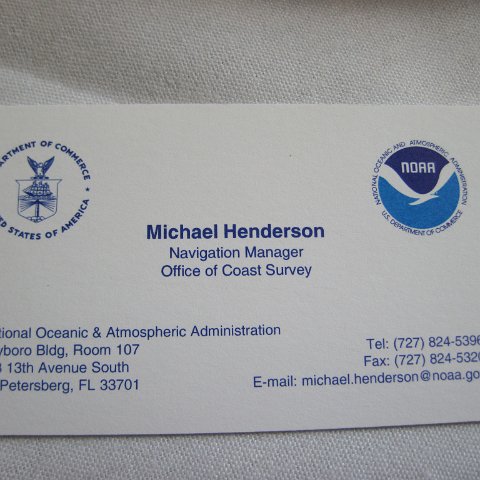 ARTMENT OF COMMERCE
ED STATES OF AMERICA
NATIONAL OCEANIC AND ATMOSPHERIC ADMINISTRATION
NOAA
U.S. DEPARTMENT OF COMMERCE
Michael Henderson
Navigation Manager
Office of Coast Survey
tional Oceanic & Atmospheric Administration
yboro Bldg, Room 107
13th Avenue South
Petersberg, FL 33701
Tel: (727) 824-5396
Fax: (727) 824-5320
E-mail: michael.henderson@noaa.go